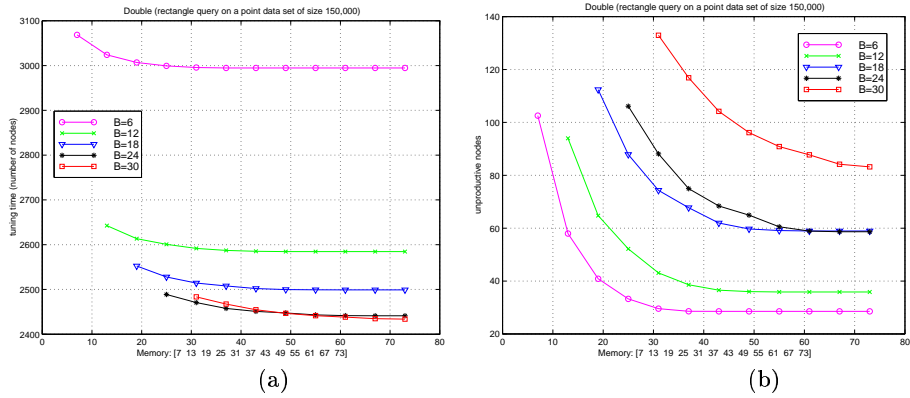 Double (rectangle query on a point data set of size 150,000)
3100
3000
2900
2800
2700
2600
2500
2400
tuning time (number of nodes)
B=6
B=12
B=18
B=24
B=30
0 10 20 30 40 50 60 70 80
Memory: [7 13 19 25 31 37 43 49 55 61 67 73]
(a)
Double (rectangle query on a point data set of size 150,000)
140
120
100
80
60
40
20
unproductive nodes
B=6
B=12
B=18
B=24
B=30
0 10 20 30 40 50 60 70 80
Memory: [7 13 19 25 31 37 43 49 55 61 67 73]
(b)